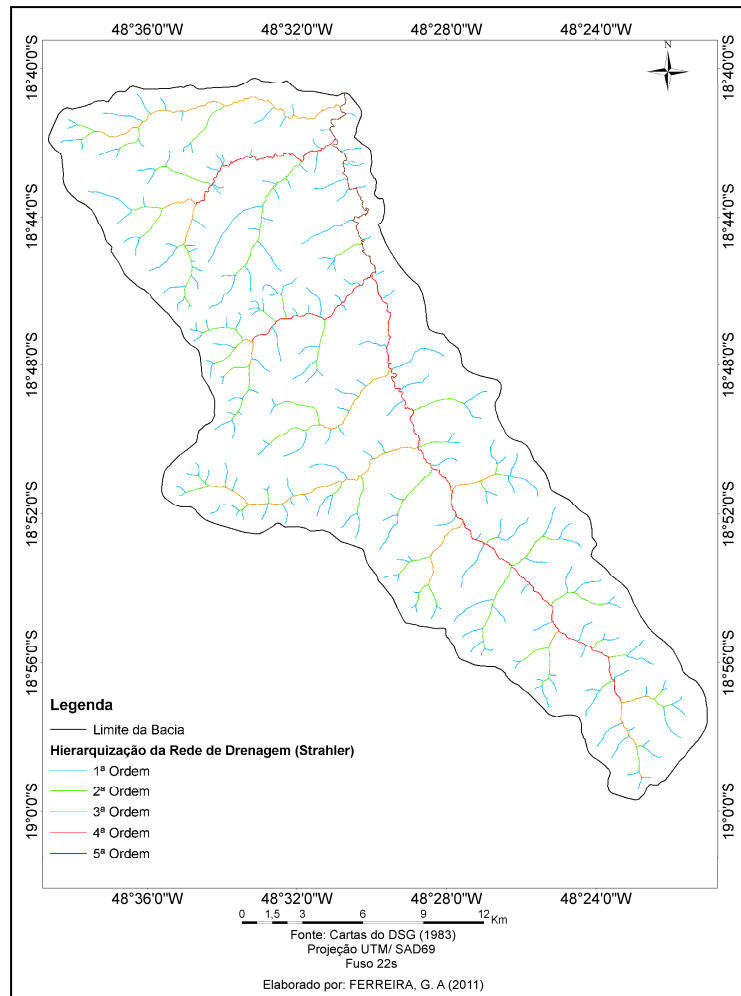 48°36'0"W 48°32'0"W 48°28'0"W 48°24'0"W
N
18°40'0"S 18°40'0"S
18°44'0"S 18°44'0"S
18°48'0"S 18°48'0"S
18°52'0"S 18°52'0"S
18°56'0"S 18°56'0"S
19°0'0"S 19°0'0"S
Legenda
Limite da Bacia
Hierarquização da Rede de Drenagem (Strahler)
1ª Ordem
2ª Ordem
3ª Ordem
4ª Ordem
5ª Ordem
48°36'0"W 48°32'0"W 48°28'0"W 48°24'0"W
0 1,5 3 6 9 12 Km
Fonte: Cartas do DSG (1983)
Projeção UTM/ SAD69
Fuso 22s
Elaborado por: FERREIRA, G. A (2011)